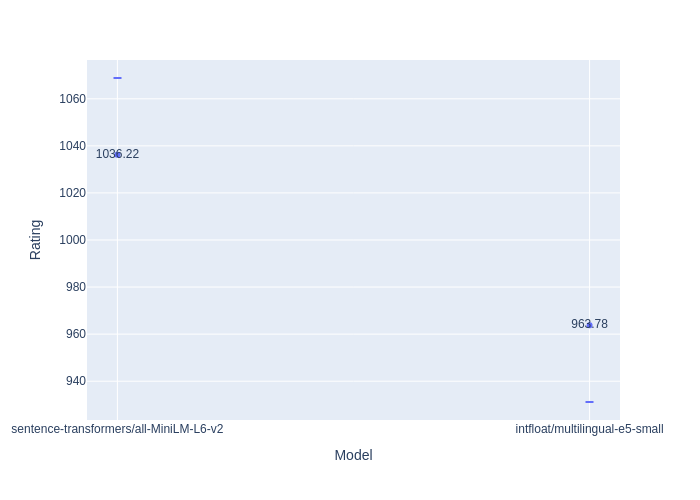 1060
1040
1036.22
1020
1000
980
963.78
960
940
Rating
sentence-transformers/all-MiniLM-L6-v2
intfloat/multilingual-e5-small
Model